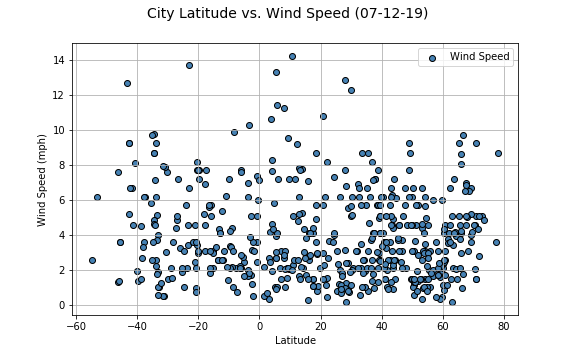 City Latitude vs. Wind Speed (07-12-19)
Wind Speed
14
12
10
8
6
4
2
0
Wind Speed (mph)
−60 −40 −20 0 20 40 60 80
Latitude